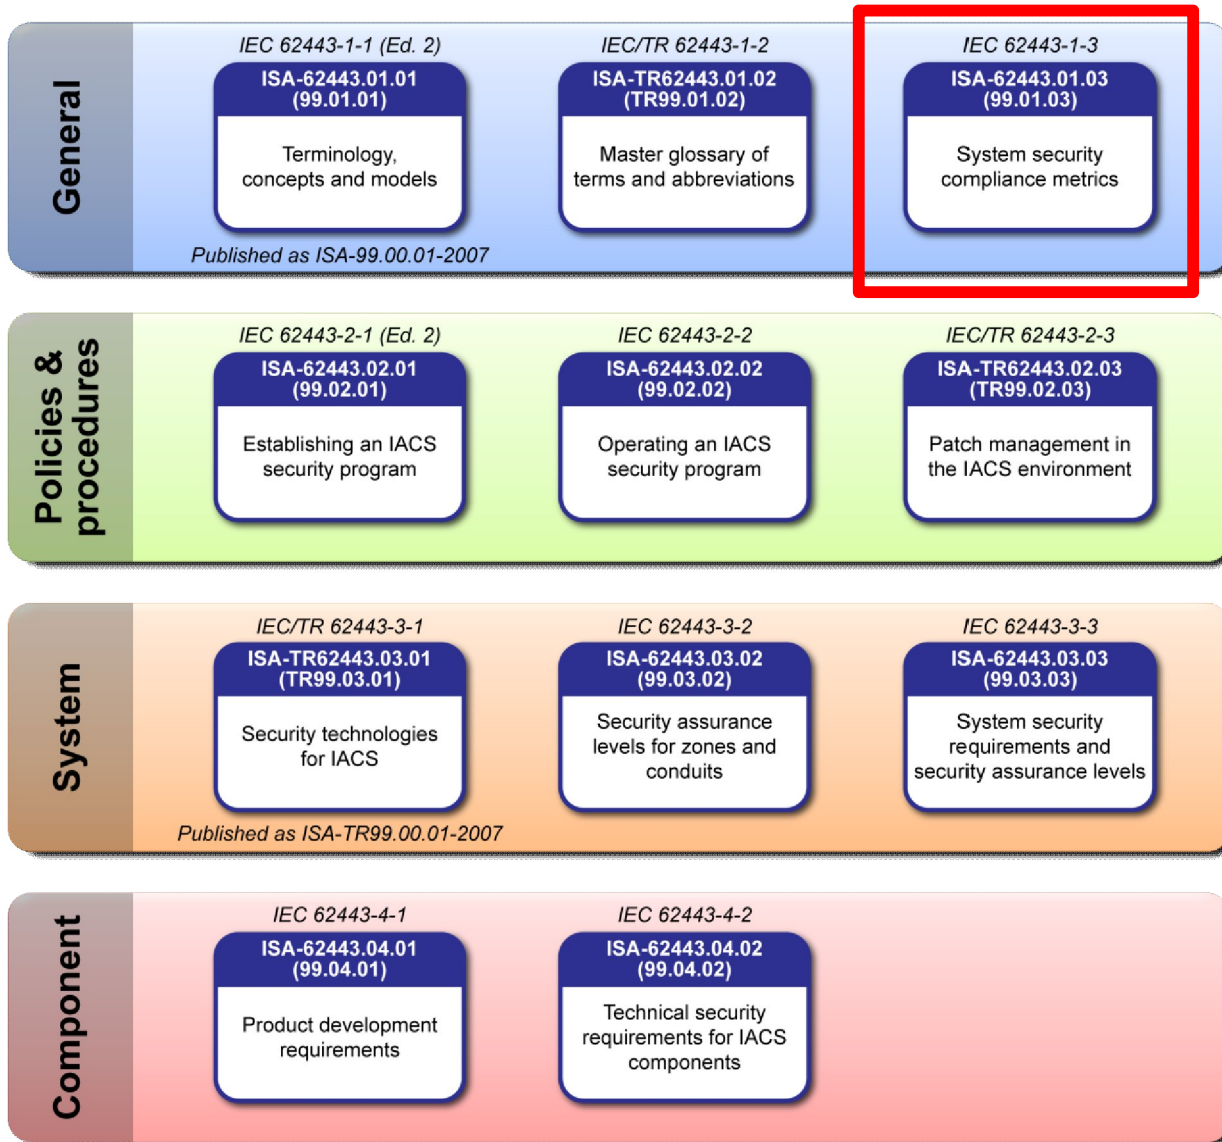 General
IEC 62443-1-1 (Ed. 2)
ISA-62443.01.01
(99.01.01)
Terminology,
concepts and models
Published as ISA-99.00.01-2007
IEC/TR 62443-1-2
ISA-TR62443.01.02
(TR99.01.02)
Master glossary of
terms and abbreviations
IEC 62443-1-3
ISA-62443.01.03
(99.01.03)
System security
compliance metrics
Policies &
procedures
IEC 62443-2-1 (Ed. 2)
ISA-62443.02.01
(99.02.01)
Establishing an IACS
security program
IEC 62443-2-2
ISA-62443.02.02
(99.02.02)
Operating an IACS
security program
IEC/TR 62443-2-3
ISA-TR62443.02.03
(TR99.02.03)
Patch management in
the IACS environment
System
IEC/TR 62443-3-1
ISA-TR62443.03.01
(TR99.03.01)
Security technologies
for IACS
Published as ISA-TR99.00.01-2007
IEC 62443-3-2
ISA-62443.03.02
(99.03.02)
Security assurance
levels for zones and
conduits
IEC 62443-3-3
ISA-62443.03.03
(99.03.03)
System security
requirements and
security assurance levels
Component
IEC 62443-4-1
ISA-62443.04.01
(99.04.01)
Product development
requirements
IEC 62443-4-2
ISA-62443.04.02
(99.04.02)
Technical security
requirements for IACS
components